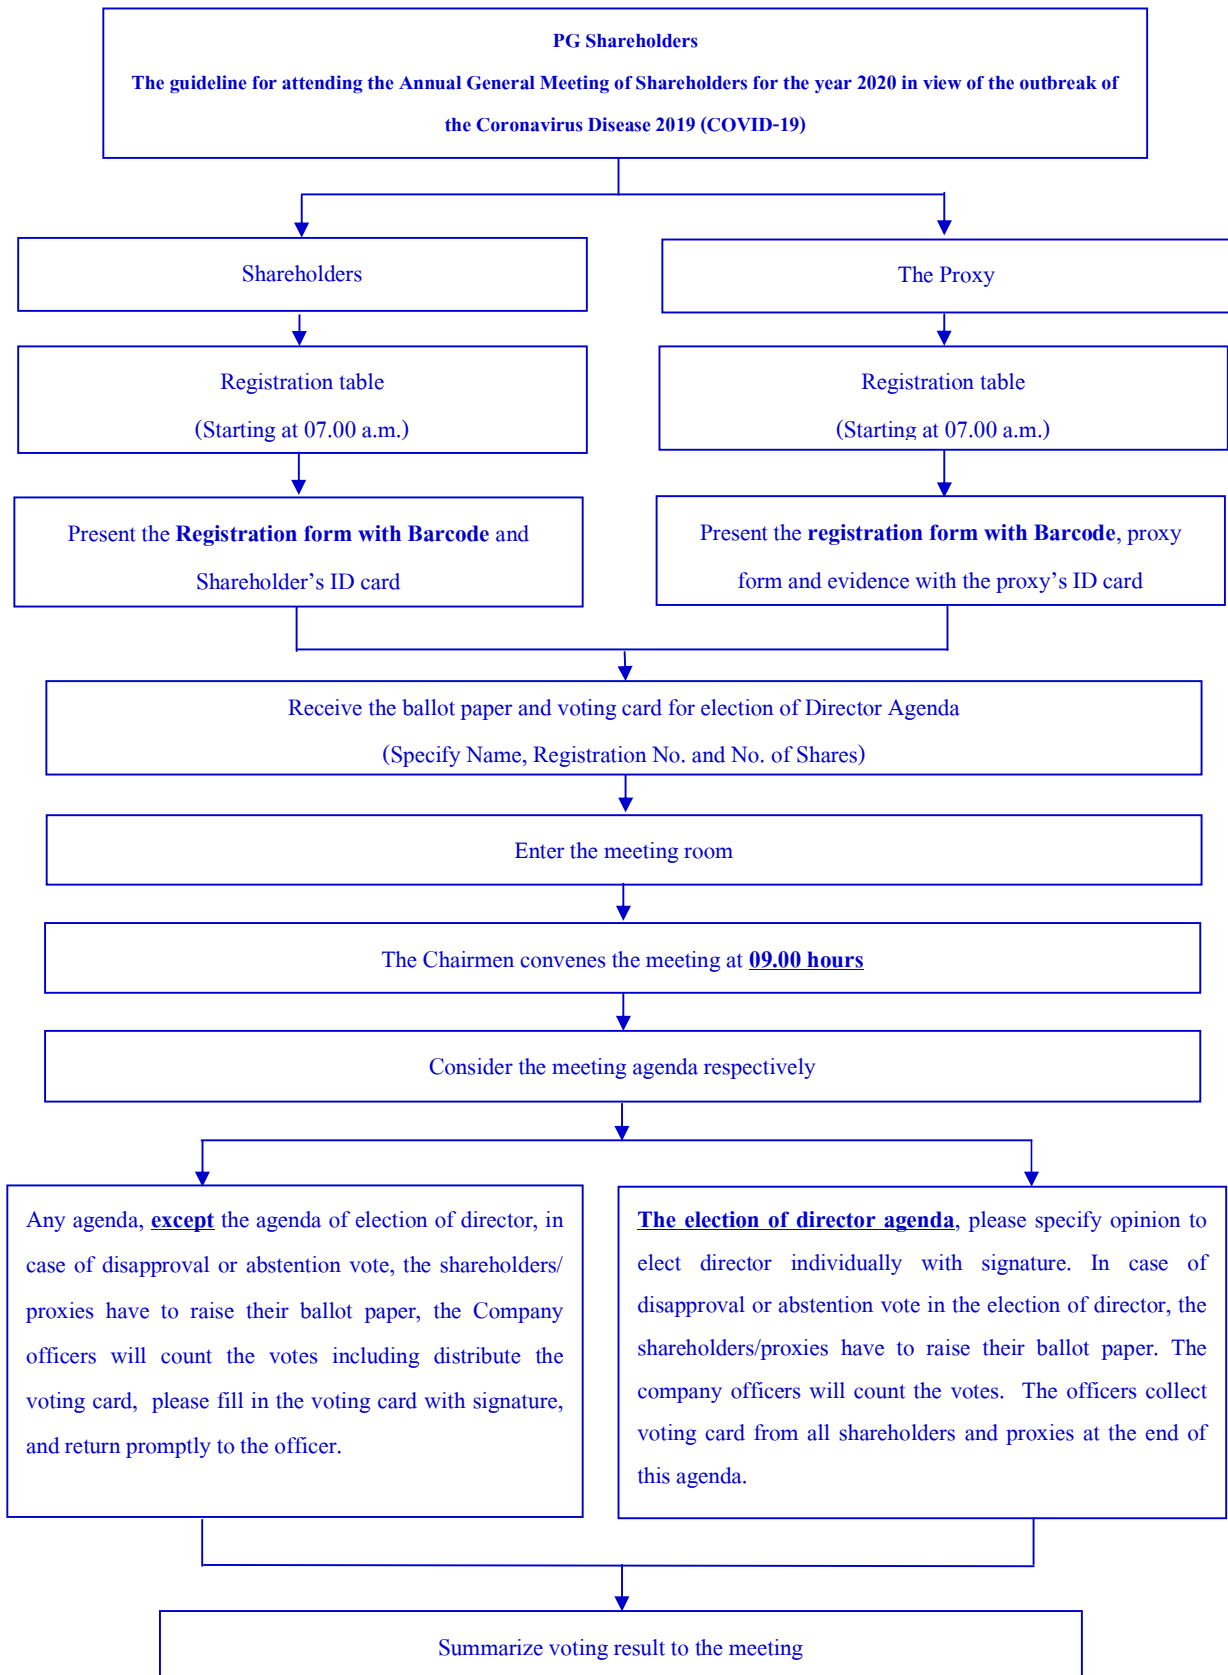 PG Shareholders
The guideline for attending the Annual General Meeting of Shareholders for the year 2020 in view of the outbreak of
the Coronavirus Disease 2019 (COVID-19)
Shareholders
The Proxy
Registration table
(Starting at 07.00 a.m.)
Registration table
(Starting at 07.00 a.m.)
Present the Registration form with Barcode and
Shareholder’s ID card
Present the registration form with Barcode, proxy
form and evidence with the proxy’s ID card
Receive the ballot paper and voting card for election of Director Agenda
(Specify Name, Registration No. and No. of Shares)
Enter the meeting room
The Chairmen convenes the meeting at 09.00 hours
Consider the meeting agenda respectively
Any agenda, except the agenda of election of director, in
case of disapproval or abstention vote, the shareholders/
proxies have to raise their ballot paper, the Company
officers will count the votes including distribute the
voting card, please fill in the voting card with signature,
and return promptly to the officer.
The election of director agenda, please specify opinion to
elect director individually with signature. In case of
disapproval or abstention vote in the election of director, the
shareholders/proxies have to raise their ballot paper. The
company officers will count the votes. The officers collect
voting card from all shareholders and proxies at the end of
this agenda.
Summarize voting result to the meeting